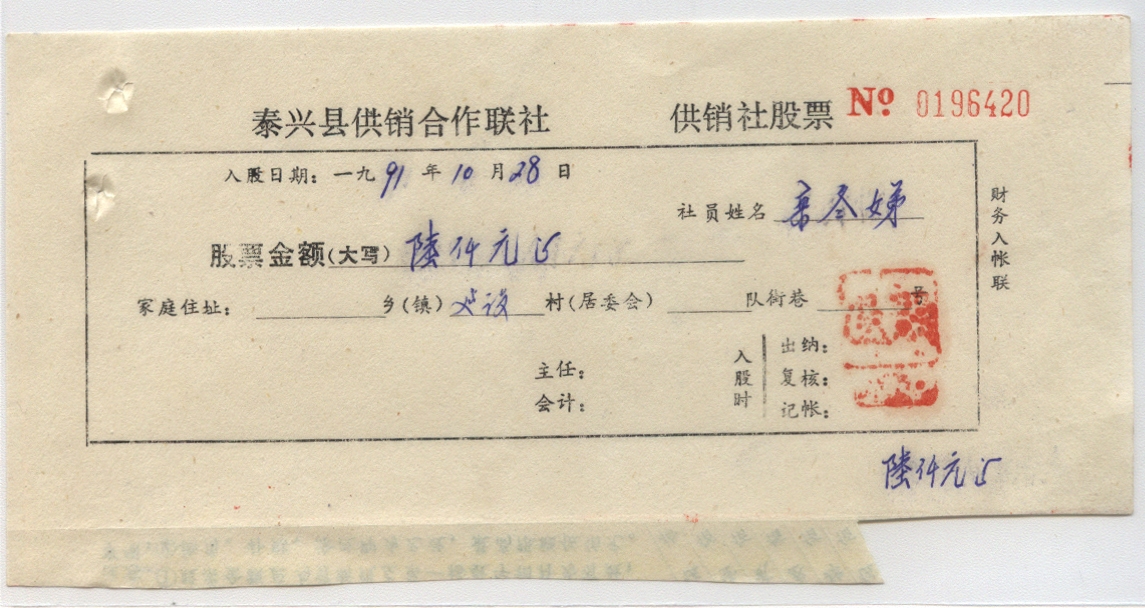 泰兴县供销合作联社 供销社股票 No 0196420
入股日期：一九91年10月28日
社员姓名
股票金额(大写) 陆仟元正
家庭住址： 乡(镇) 建设 村(居委会) 队街巷 号
主任：
会计：
入股时
出纳：
复核：
记帐：
财务入帐联
陆仟元正